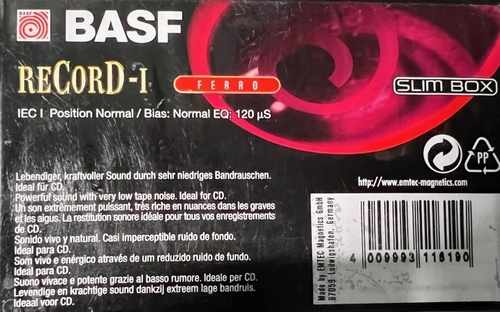 BASF
BASF
RECORD-I
FERRO
SLIM BOX
IEC I Position Normal / Bias: Normal EQ: 120 µS
PP
http://www.emtec-magnetics.com
Lebendiger, kraftvoller Sound durch sehr niedriges Bandrauschen.
Ideal für CD.
Powerful sound with very low tape noise. Ideal for CD.
Un son extrêmement puissant, très riche en nuances dans les graves
et les aigus. La restitution sonore idéale pour tous vos enregistrements
de CD.
Sonido vivo y natural. Casi imperceptible ruido de fondo.
Ideal para CD.
Som vivo e enérgico através de um reduzido ruido de fundo.
Ideal para CD.
Suono vivace e potente grazie al basso rumore. Ideale per CD.
Levendige en krachtige sound dankzij extreem lage bandruis.
Ideaal voor CD.
Made by EMTEC Magnetics GmbH
67059 Ludwigshafen, Germany
4 009993 116190